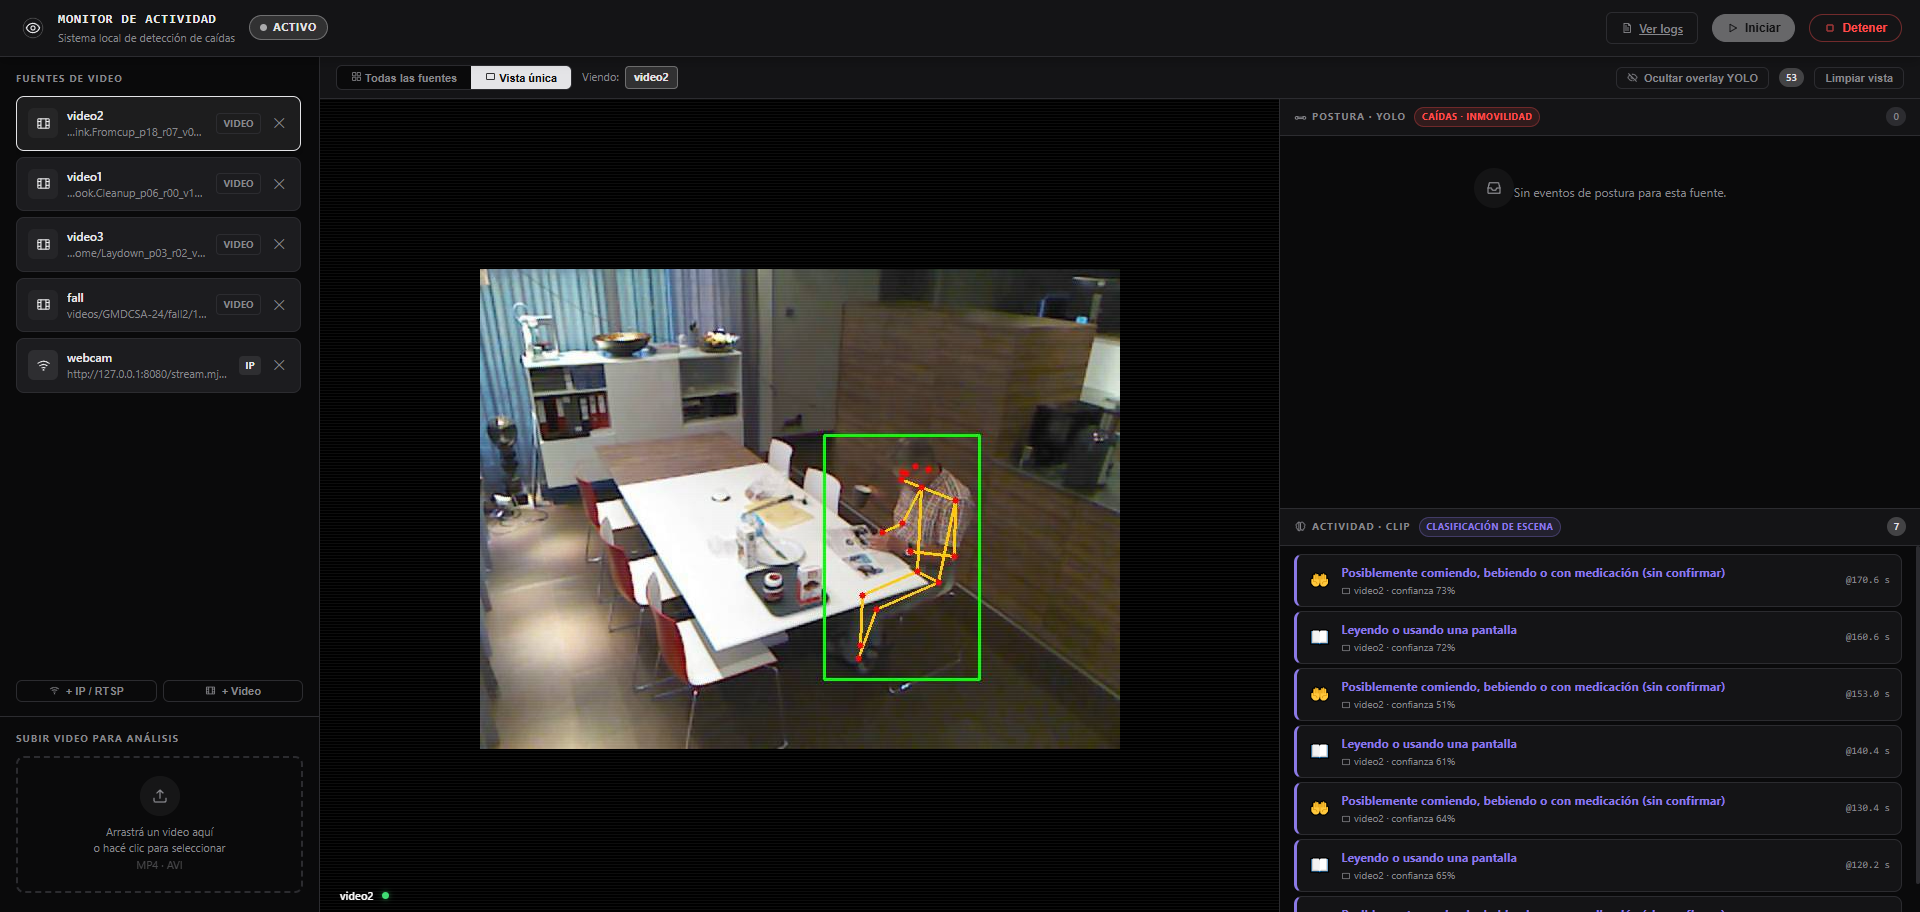 MONITOR DE ACTIVIDAD
Sistema local de detección de caídas
ACTIVO
Ver logs
Iniciar
Detener
FUENTES DE VIDEO
video2
...ink.Fromcup_p18_r07_v0...
VIDEO
video1
...ook.Cleanup_p06_r00_v1...
VIDEO
video3
...ome/Laydown_p03_r02_v...
VIDEO
fall
videos/GMDCSA-24/fall2/1...
VIDEO
webcam
http://127.0.0.1:8080/stream.mj...
IP
+ IP / RTSP
+ Video
SUBIR VIDEO PARA ANÁLISIS
Arrastrá un video aquí
o hacé clic para seleccionar
MP4 · AVI
Todas las fuentes
Vista única
Viendo:
video2
Ocultar overlay YOLO
53
Limpiar vista
video2
POSTURA · YOLO
CAÍDAS · INMOVILIDAD
0
Sin eventos de postura para esta fuente.
ACTIVIDAD · CLIP
CLASIFICACIÓN DE ESCENA
7
Posiblemente comiendo, bebiendo o con medicación (sin confirmar)
video2 · confianza 73%
@170.6 s
Leyendo o usando una pantalla
video2 · confianza 72%
@160.6 s
Posiblemente comiendo, bebiendo o con medicación (sin confirmar)
video2 · confianza 51%
@153.0 s
Leyendo o usando una pantalla
video2 · confianza 61%
@140.4 s
Posiblemente comiendo, bebiendo o con medicación (sin confirmar)
video2 · confianza 64%
@130.4 s
Leyendo o usando una pantalla
video2 · confianza 65%
@120.2 s